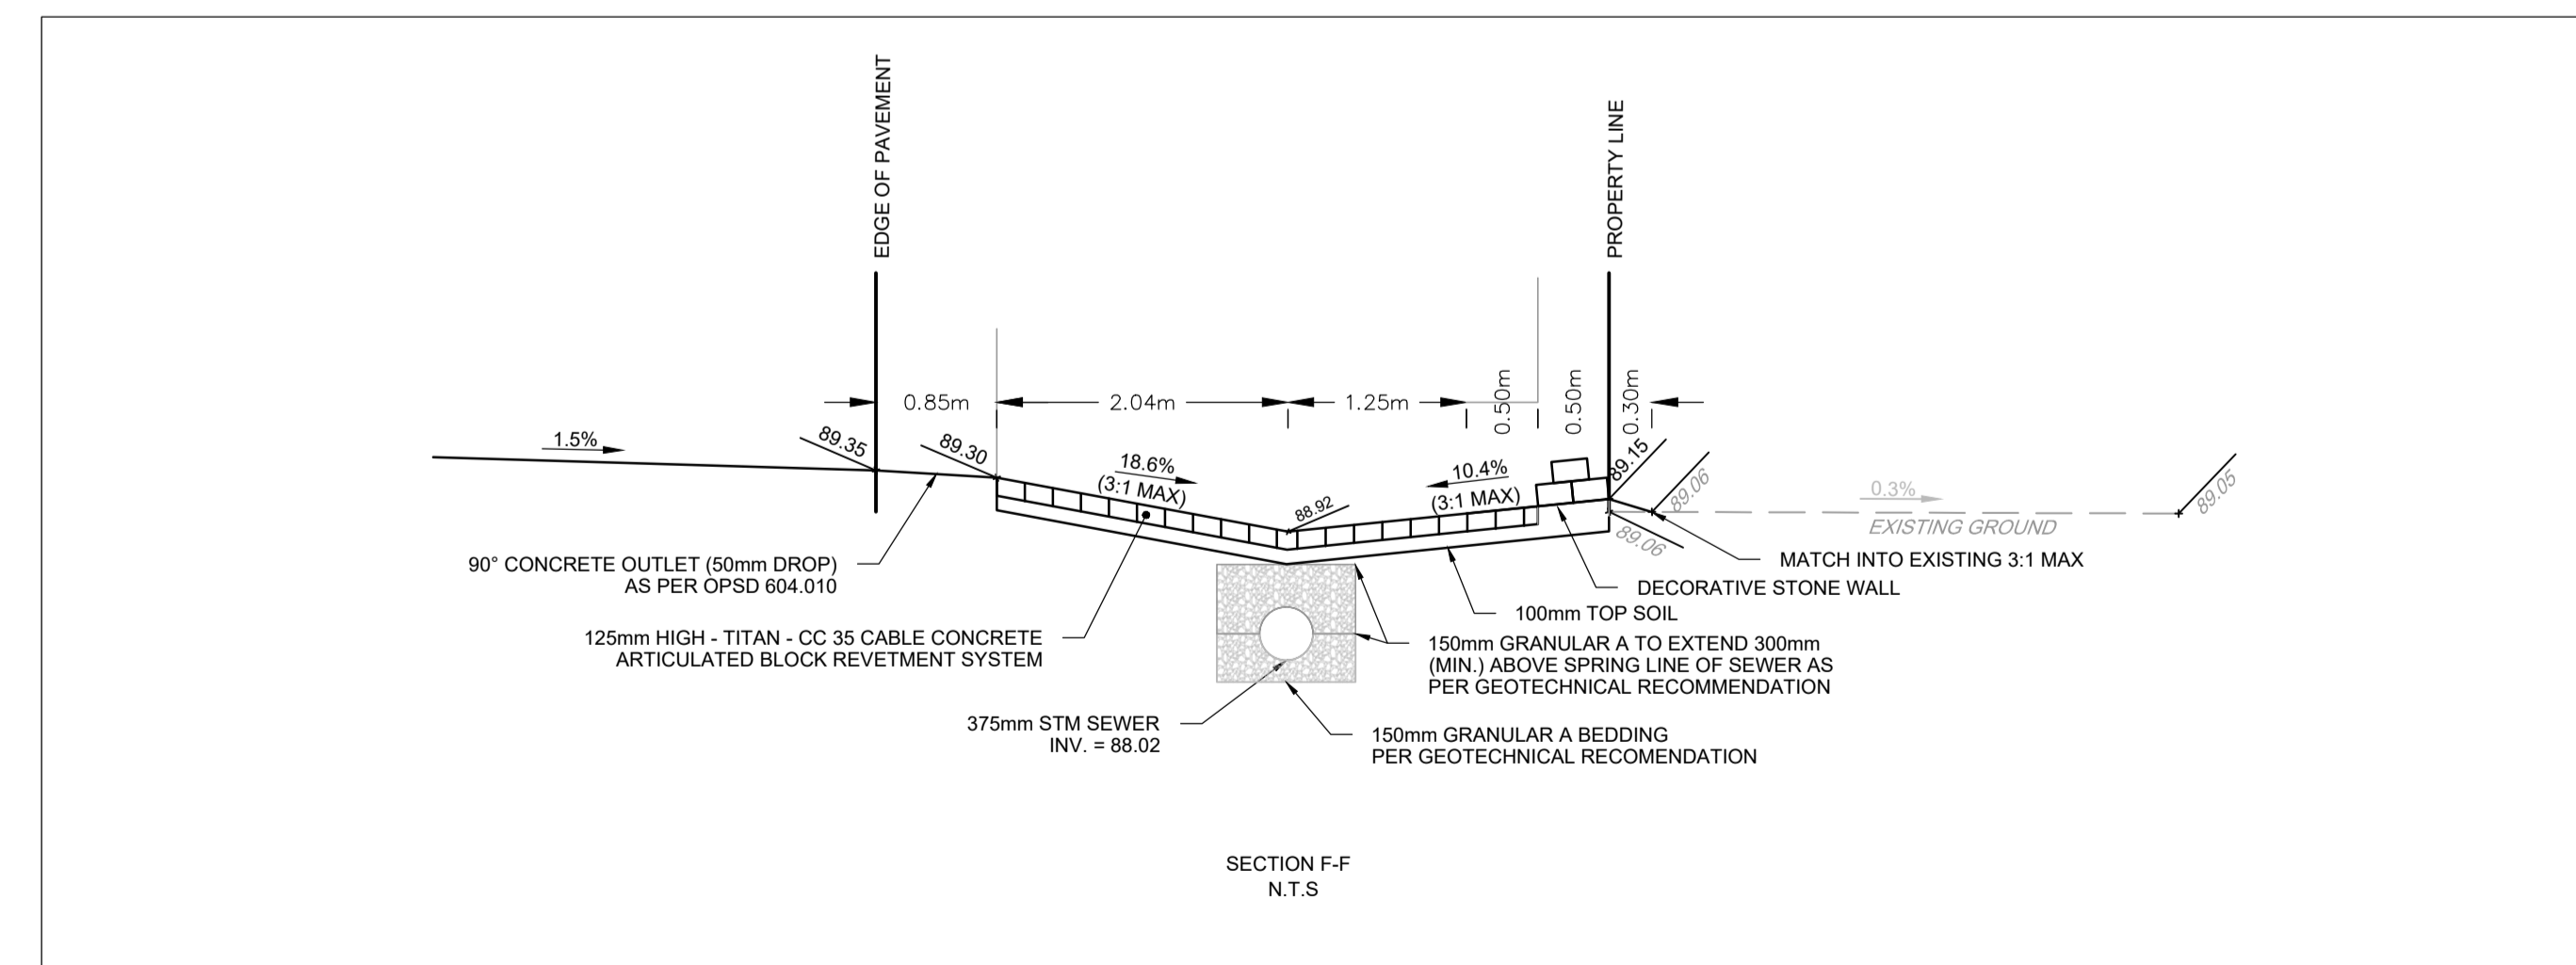 EDGE OF PAVEMENT
PROPERTY LINE
0.85m
2.04m
1.25m
0.50m
0.50m
0.30m
1.5%
89.35
89.30
18.6%
(3:1 MAX)
88.92
10.4%
(3:1 MAX)
89.15
89.06
0.3%
89.05
EXISTING GROUND
89.06
MATCH INTO EXISTING 3:1 MAX
90° CONCRETE OUTLET (50mm DROP)
AS PER OPSD 604.010
DECORATIVE STONE WALL
100mm TOP SOIL
125mm HIGH - TITAN - CC 35 CABLE CONCRETE
ARTICULATED BLOCK REVETMENT SYSTEM
150mm GRANULAR A TO EXTEND 300mm
(MIN.) ABOVE SPRING LINE OF SEWER AS
PER GEOTECHNICAL RECOMMENDATION
375mm STM SEWER
INV. = 88.02
150mm GRANULAR A BEDDING
PER GEOTECHNICAL RECOMENDATION
SECTION F-F
N.T.S